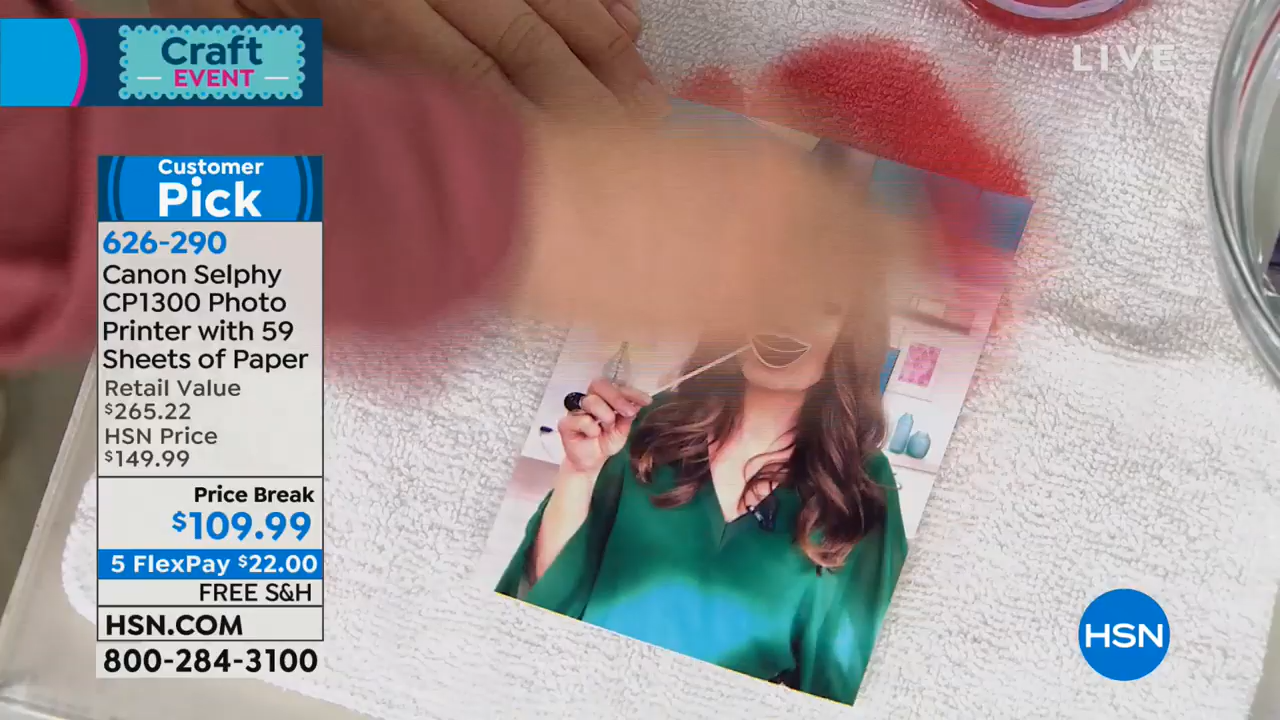 Craft
EVENT
LIVE
Customer
Pick
626-290
Canon Selphy
CP1300 Photo
Printer with 59
Sheets of Paper
Retail Value
$265.22
HSN Price
$149.99
Price Break
$109.99
5 FlexPay $22.00
FREE S&H
HSN.COM
800-284-3100
HSN